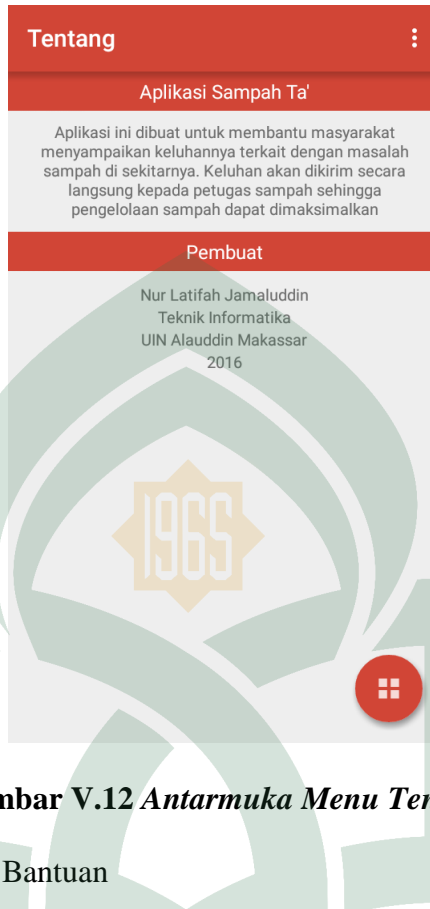 Tentang
Aplikasi Sampah Ta'
Aplikasi ini dibuat untuk membantu masyarakat
menyampaikan keluhannya terkait dengan masalah
sampah di sekitarnya. Keluhan akan dikirim secara
langsung kepada petugas sampah sehingga
pengelolaan sampah dapat dimaksimalkan
Pembuat
Nur Latifah Jamaluddin
Teknik Informatika
UIN Alauddin Makassar
2016
1965
V.12 Antarmuka Menu
Bantuan